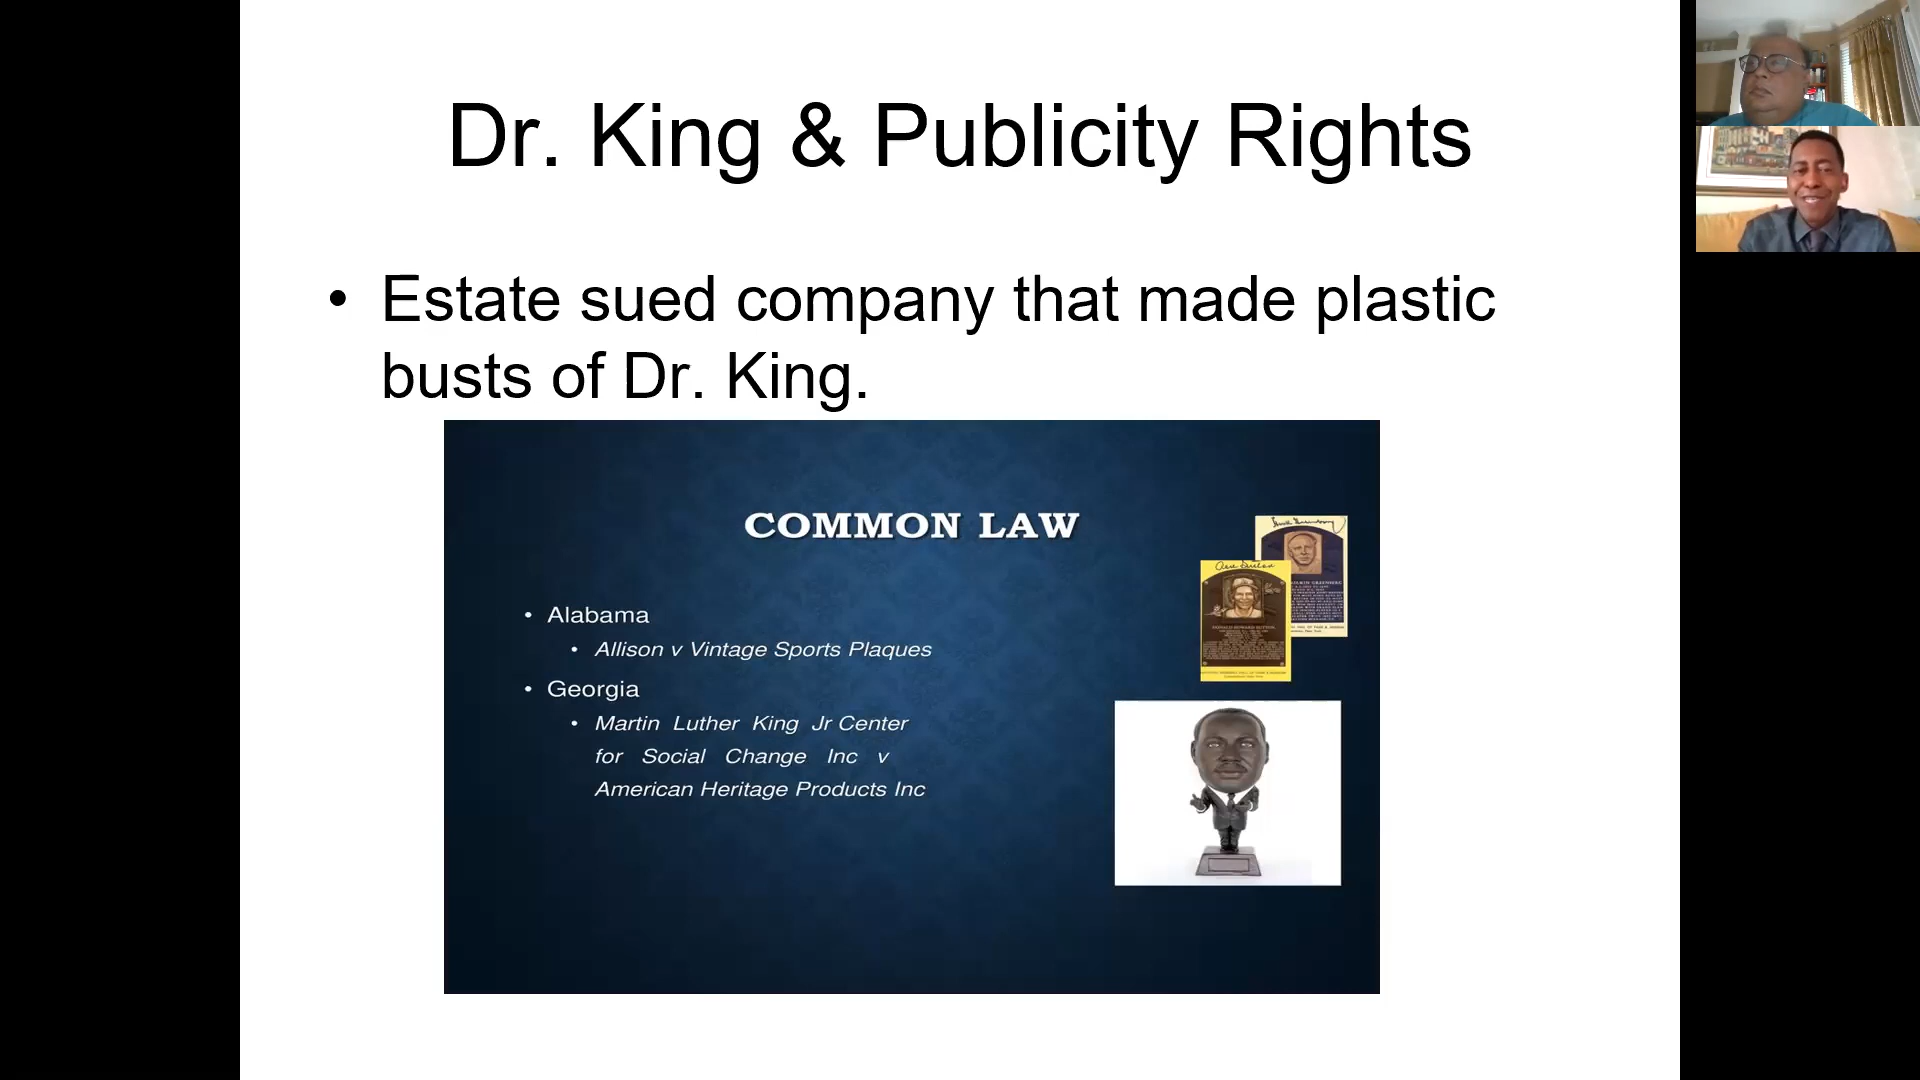 Dr. King & Publicity Rights
• Estate sued company that made plastic
busts of Dr. King.
COMMON LAW
• Alabama
• Allison v Vintage Sports Plaques
• Georgia
• Martin Luther King Jr Center
for Social Change Inc v
American Heritage Products Inc